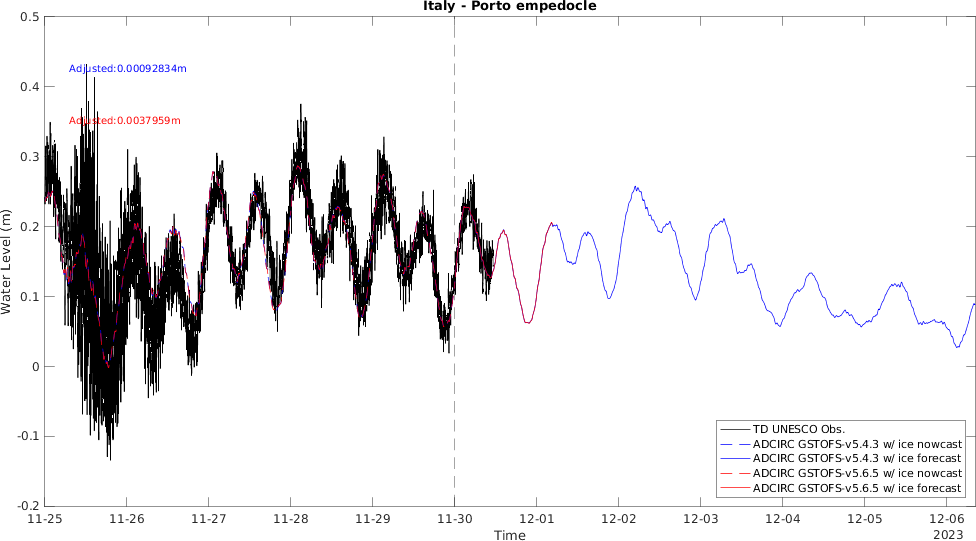 Italy - Porto empedocle
0.5
0.4
0.3
0.2
0.1
0
-0.1
-0.2
Water Level (m)
Adjusted:0.00092834m
Adjusted:0.0037959m
TD UNESCO Obs.
ADCIRC GSTOFS-v5.4.3 w/ ice nowcast
ADCIRC GSTOFS-v5.4.3 w/ ice forecast
ADCIRC GSTOFS-v5.6.5 w/ ice nowcast
ADCIRC GSTOFS-v5.6.5 w/ ice forecast
11-25 11-26 11-27 11-28 11-29 11-30 12-01 12-02 12-03 12-04 12-05 12-06
Time
2023